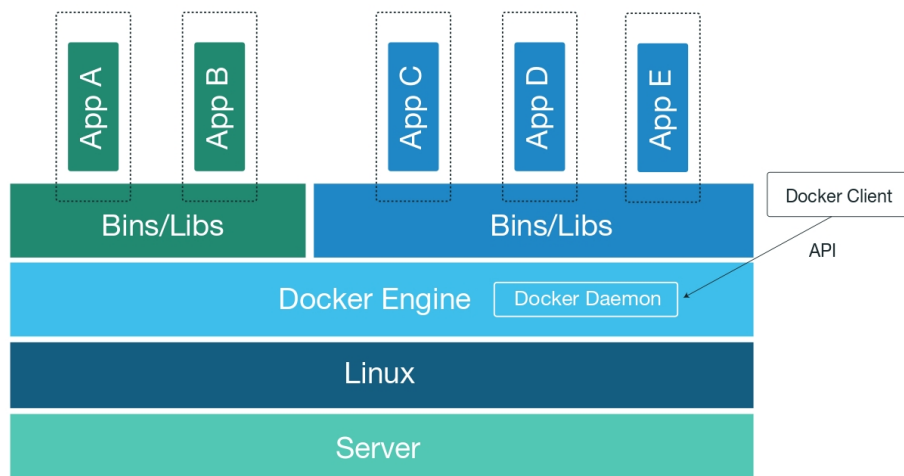 App A
App B
App C
App D
App E
Bins/Libs
Bins/Libs
Docker Client
API
Docker Engine
Docker Daemon
Linux
Server